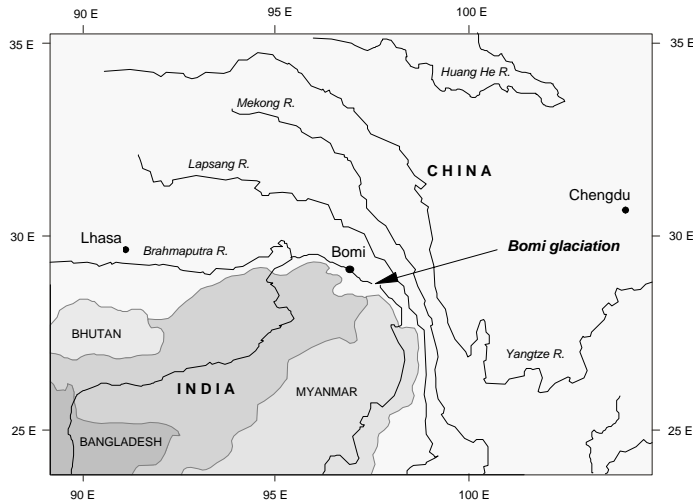 90 E 95 E 100 E
35 E 35 E
Huang He R.
Mekong R.
Lapsang R.
CHINA
Chengdu
Lhasa
30 E 30 E
Brahmaputra R.
Bomi
Bomi glaciation
BHUTAN
Yangtze R.
INDIA
MYANMAR
25 E 25 E
BANGLADESH
90 E 95 E 100 E